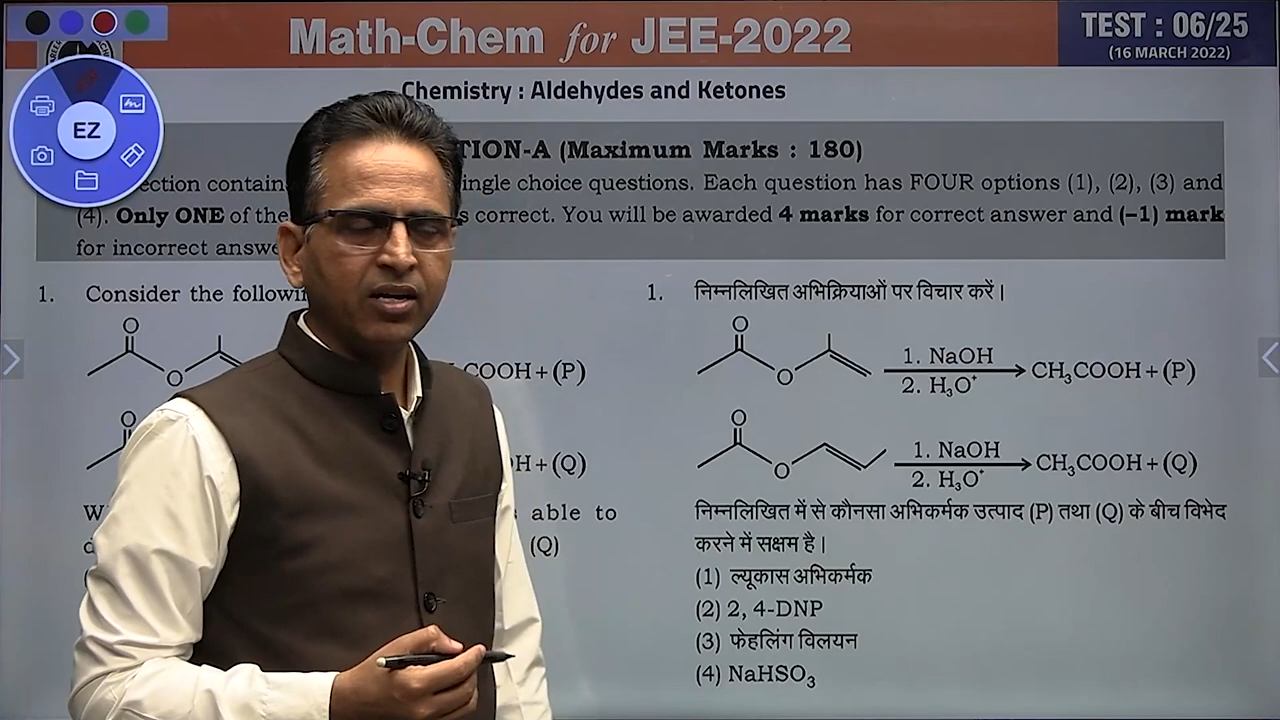 Math-Chem for JEE-2022
TEST : 06/25
(16 MARCH 2022)
EZ
Chemistry : Aldehydes and Ketones
TION-A (Maximum Marks : 180)
ection contain ingle choice questions. Each question has FOUR options (1), (2), (3) and
(4). Only ONE of the s correct. You will be awarded 4 marks for correct answer and (–1) mark
for incorrect answe
1. Consider the followin
O
O
COOH + (P)
O
H + (Q)
able to
(Q)
1. निम्नलिखित अभिक्रियाओं पर विचार करें।
O
O
1. NaOH
2. H₃O⁺
CH₃COOH + (P)
O
O
1. NaOH
2. H₃O⁺
CH₃COOH + (Q)
निम्नलिखित में से कौनसा अभिकर्मक उत्पाद (P) तथा (Q) के बीच विभेद
करने में सक्षम है।
(1) ल्यूकास अभिकर्मक
(2) 2, 4-DNP
(3) फेहलिंग विलयन
(4) NaHSO₃